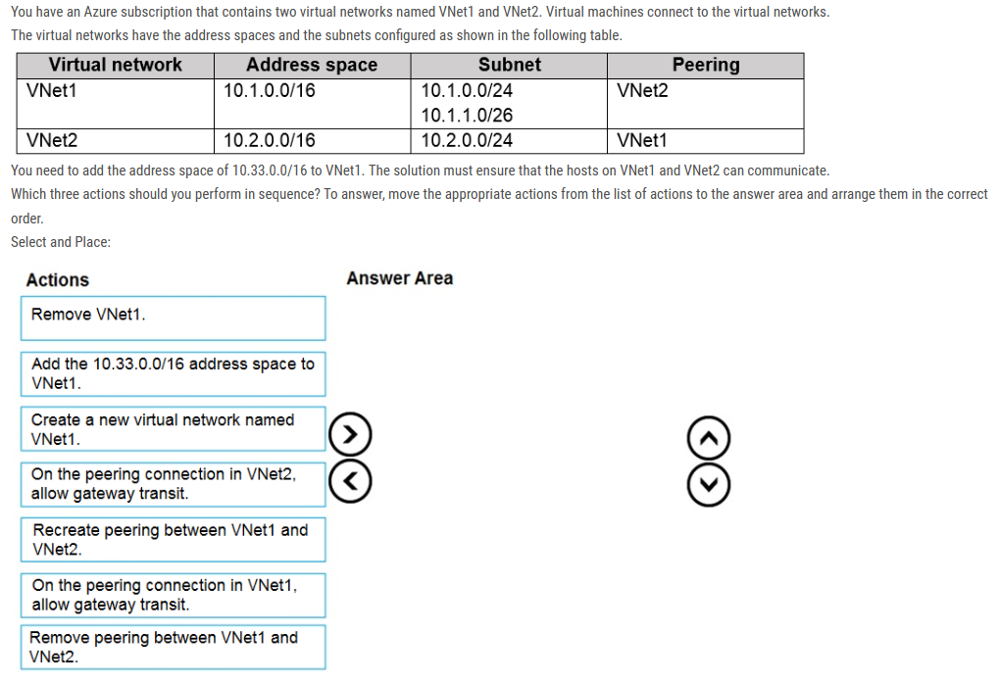 You have an Azure subscription that contains two virtual networks named VNet1 and VNet2. Virtual machines connect to the virtual networks.
The virtual networks have the address spaces and the subnets configured as shown in the following table.
Virtual network Address space Subnet Peering
VNet1 10.1.0.0/16 10.1.0.0/24 VNet2
10.1.1.0/26
VNet2 10.2.0.0/16 10.2.0.0/24 VNet1
You need to add the address space of 10.33.0.0/16 to VNet1. The solution must ensure that the hosts on VNet1 and VNet2 can communicate.
Which three actions should you perform in sequence? To answer, move the appropriate actions from the list of actions to the answer area and arrange them in the correct
order.
Select and Place:
Actions Answer Area
Remove VNet1.
Add the 10.33.0.0/16 address space to
VNet1.
Create a new virtual network named
VNet1.
On the peering connection in VNet2,
allow gateway transit.
Recreate peering between VNet1 and
VNet2.
On the peering connection in VNet1,
allow gateway transit.
Remove peering between VNet1 and
VNet2.